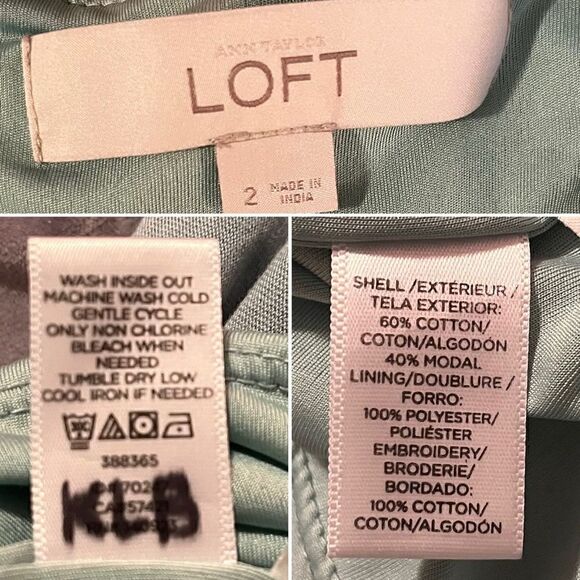 ANN TAYLOR
LOFT
2 MADE IN
INDIA
WASH INSIDE OUT
MACHINE WASH COLD
GENTLE CYCLE
ONLY NON CHLORINE
BLEACH WHEN
NEEDED
TUMBLE DRY LOW
COOL IRON IF NEEDED
388365
SHELL /EXTÉRIEUR /
TELA EXTERIOR:
60% COTTON/
COTON/ALGODÓN
40% MODAL
LINING/DOUBLURE /
FORRO:
100% POLYESTER/
POLIÉSTER
EMBROIDERY/
BRODERIE/
BORDADO:
100% COTTON/
COTON/ALGODÓN